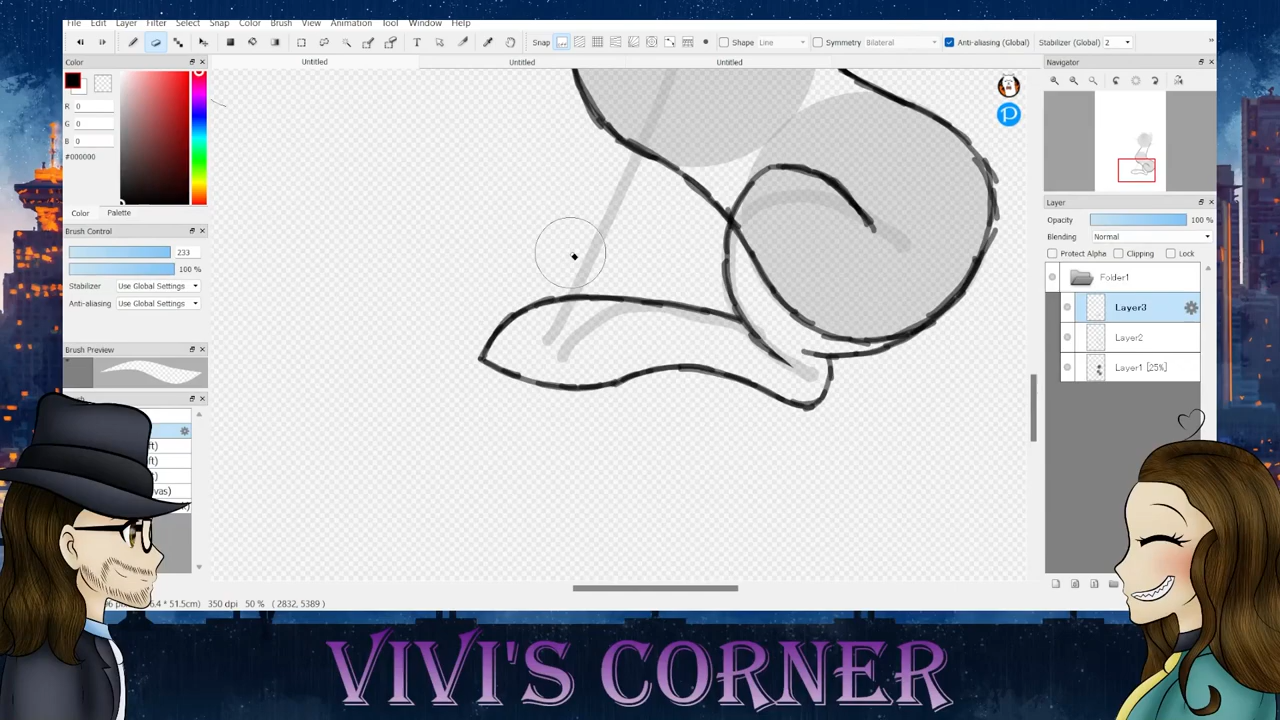 File Edit Layer Filter Select Snap Color Brush View Animation Tool Window Help
T Snap Shape Line Symmetry Bilateral Anti-aliasing (Global) Stabilizer (Global) 2
Color Untitled Untitled Untitled Navigator
R 0
G 0
B 0
#000000
Color Palette
Brush Control
233
100 %
Stabilizer Use Global Settings
Anti-aliasing Use Global Settings
Brush Preview
Layer
Opacity 100 %
Blending Normal
Protect Alpha Clipping Lock
Folder1
Layer3
Layer2
Layer1 [25%]
350 dpi 50 % ( 2832, 5389 )
VIVI'S CORNER